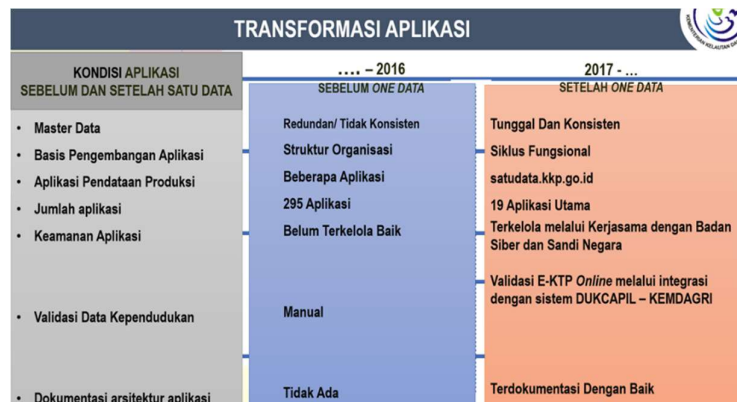 TRANSFORMASI APLIKASI
KEMENTERIAN KELAUTAN DAN
KONDISI APLIKASI
SEBELUM DAN SETELAH SATU DATA
.... – 2016
SEBELUM ONE DATA
2017 - ...
SETELAH ONE DATA
• Master Data
Redundan/ Tidak Konsisten
Tunggal Dan Konsisten
• Basis Pengembangan Aplikasi
Struktur Organisasi
Siklus Fungsional
• Aplikasi Pendataan Produksi
Beberapa Aplikasi
satudata.kkp.go.id
• Jumlah aplikasi
295 Aplikasi
19 Aplikasi Utama
• Keamanan Aplikasi
Belum Terkelola Baik
Terkelola melalui Kerjasama dengan Badan
Siber dan Sandi Negara
• Validasi Data Kependudukan
Manual
Validasi E-KTP Online melalui integrasi
dengan sistem DUKCAPIL – KEMDAGRI
• Dokumentasi arsitektur aplikasi
Tidak Ada
Terdokumentasi Dengan Baik